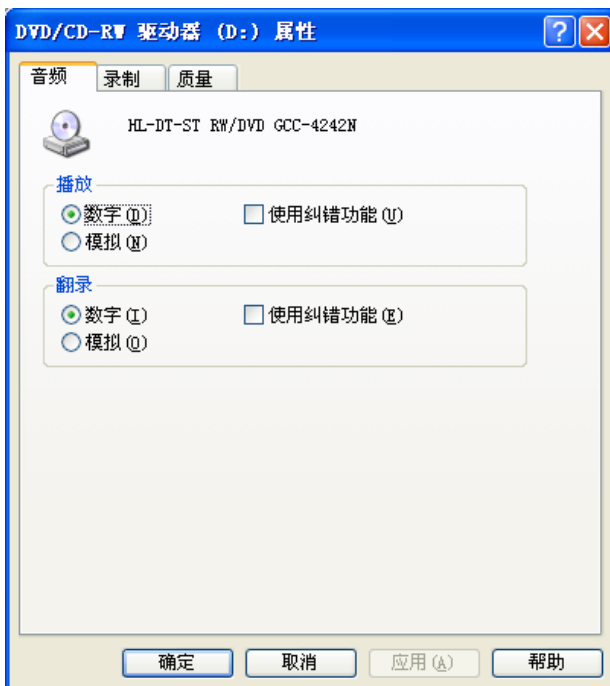 DVD/CD-RW 驱动器 (D:) 属性
音频 录制 质量
HL-DT-ST RW/DVD GCC-4242N
播放
数字(D) 使用纠错功能(U)
模拟(N)
翻录
数字(I) 使用纠错功能(E)
模拟(O)
确定 取消 应用(A) 帮助